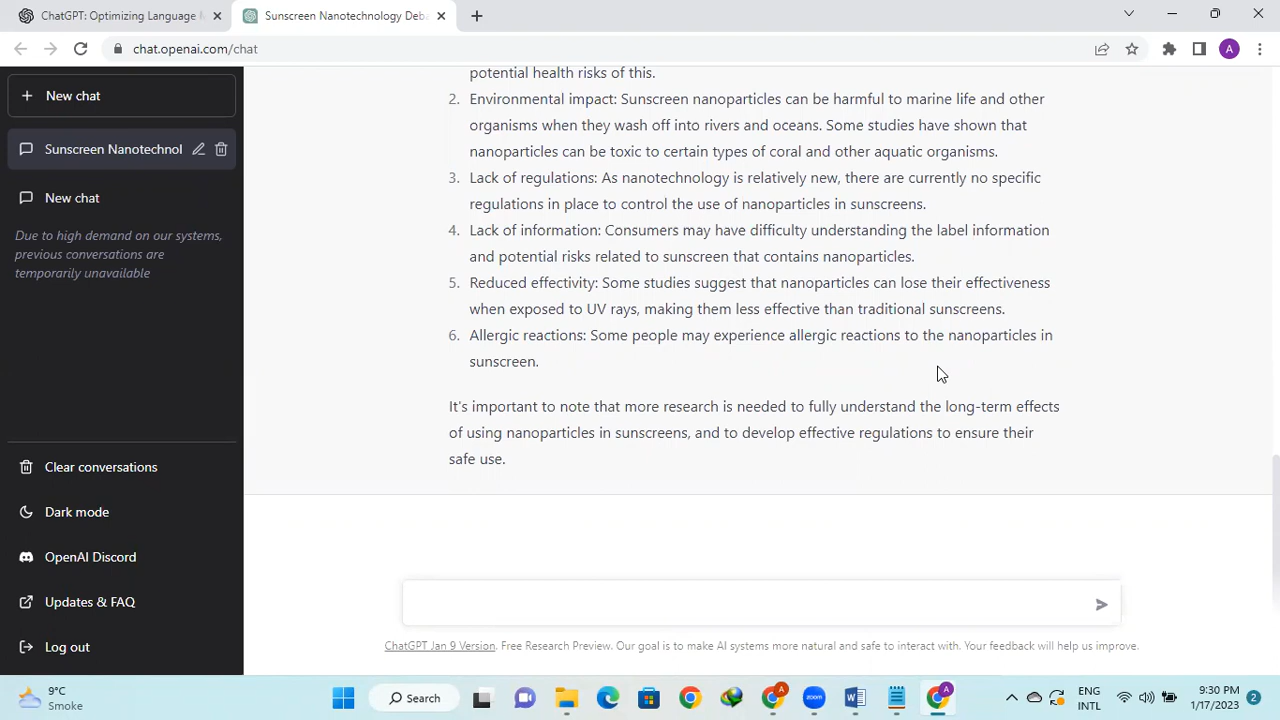 ChatGPT: Optimizing Language
Sunscreen Nanotechnology Deb
chat.openai.com/chat
A
New chat
Sunscreen Nanotechnol
New chat
Due to high demand on our systems,
previous conversations are
temporarily unavailable
Clear conversations
Dark mode
OpenAI Discord
Updates & FAQ
Log out
potential health risks of this.
2. Environmental impact: Sunscreen nanoparticles can be harmful to marine life and other
organisms when they wash off into rivers and oceans. Some studies have shown that
nanoparticles can be toxic to certain types of coral and other aquatic organisms.
3. Lack of regulations: As nanotechnology is relatively new, there are currently no specific
regulations in place to control the use of nanoparticles in sunscreens.
4. Lack of information: Consumers may have difficulty understanding the label information
and potential risks related to sunscreen that contains nanoparticles.
5. Reduced effectivity: Some studies suggest that nanoparticles can lose their effectiveness
when exposed to UV rays, making them less effective than traditional sunscreens.
6. Allergic reactions: Some people may experience allergic reactions to the nanoparticles in
sunscreen.
It's important to note that more research is needed to fully understand the long-term effects
of using nanoparticles in sunscreens, and to develop effective regulations to ensure their
safe use.
ChatGPT Jan 9 Version. Free Research Preview. Our goal is to make AI systems more natural and safe to interact with. Your feedback will help us improve.
9°C
Smoke
Search
A
zoom
A
ENG
INTL
9:30 PM
1/17/2023
2